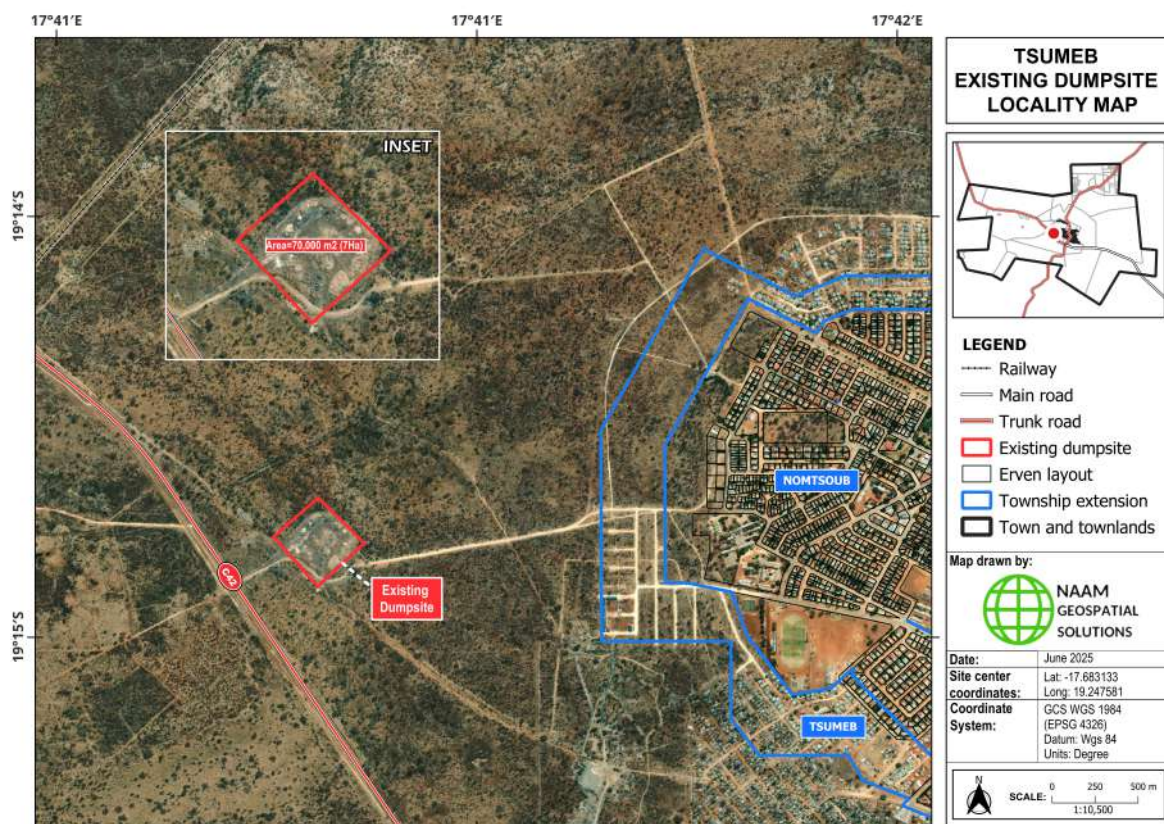 17°41′E
17°41′E
17°42′E
19°14′S
19°15′S
INSET
Area=70,000 m2 (7Ha)
C42
Existing
Dumpsite
NOMTSOUB
TSUMEB
TSUMEB
EXISTING DUMPSITE
LOCALITY MAP
LEGEND
Railway
Main road
Trunk road
Existing dumpsite
Erven layout
Township extension
Town and townlands
Map drawn by:
NAAM
GEOSPATIAL
SOLUTIONS
Date: June 2025
Site center Lat: -17.683133
coordinates: Long: 19.247581
Coordinate GCS WGS 1984
System: (EPSG 4326)
Datum: Wgs 84
Units: Degree
N
SCALE: 0 250 500 m
1:10,500